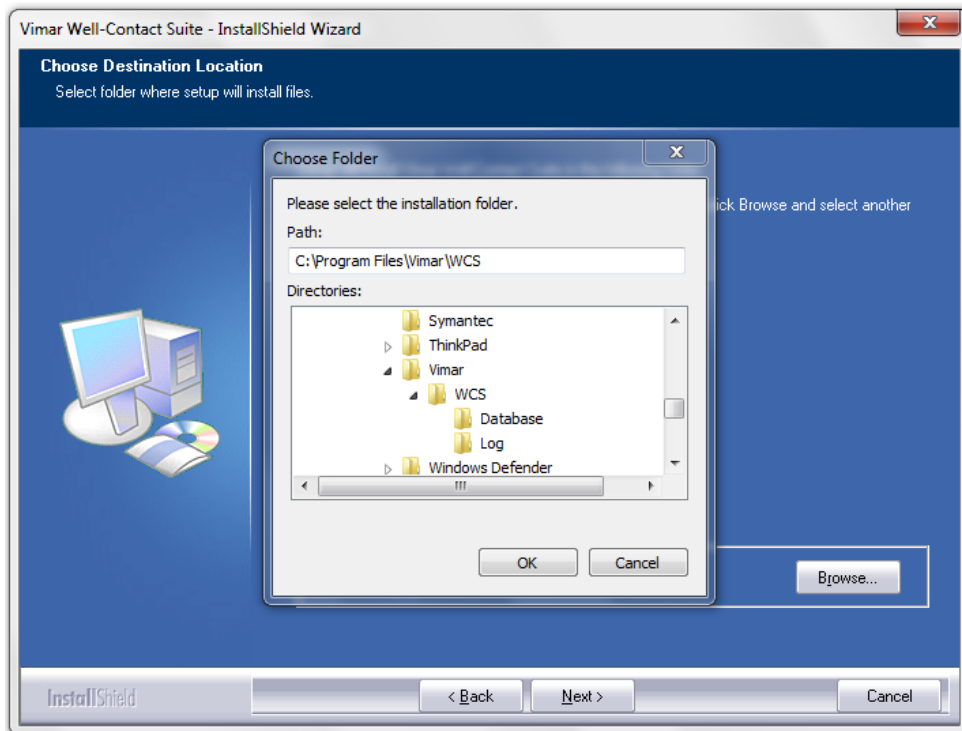 Vimar Well-Contact Suite - InstallShield Wizard
Choose Destination Location
Select folder where setup will install files.
Choose Folder
Please select the installation folder.
ick Browse and select another
Path:
C:\Program Files\Vimar\WCS
Directories:
Symantec
ThinkPad
Vimar
WCS
Database
Log
Windows Defender
OK
Cancel
Browse...
InstallShield
< Back
Next >
Cancel